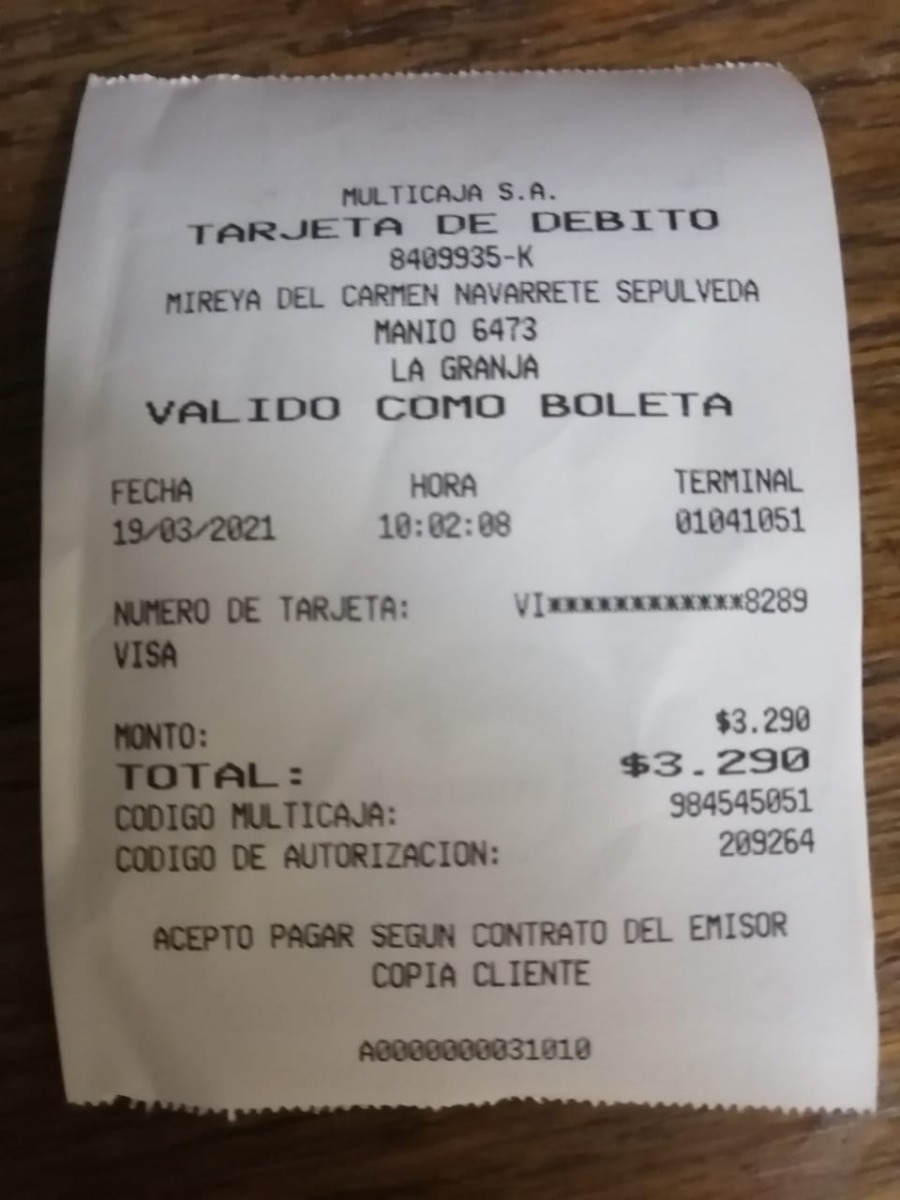 MULTICAJA S.A.
TARJETA DE DEBITO
8409935-K
MIREYA DEL CARMEN NAVARRETE SEPULVEDA
MANIO 6473
LA GRANJA
VALIDO COMO BOLETA
FECHA HORA TERMINAL
19/03/2021 10:02:08 01041051
NUMERO DE TARJETA: VI************8289
VISA
MONTO: $3.290
TOTAL: $3.290
CODIGO MULTICAJA: 984545051
CODIGO DE AUTORIZACION: 209264
ACEPTO PAGAR SEGUN CONTRATO DEL EMISOR
COPIA CLIENTE
A0000000031010